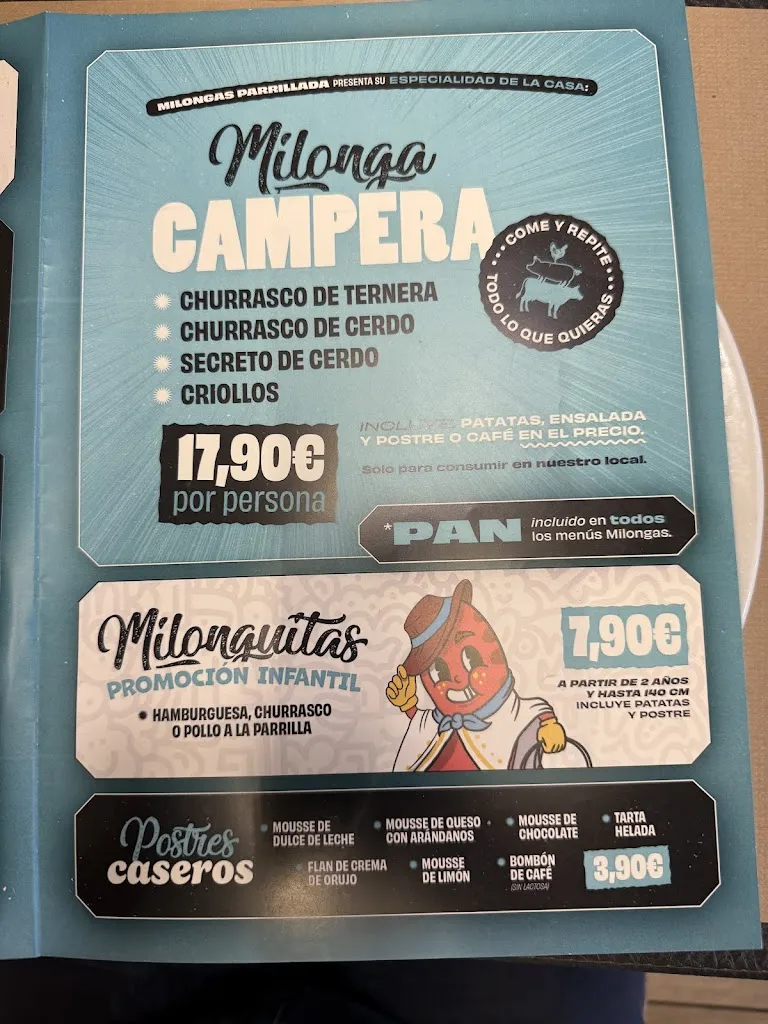 MILONGAS PARRILLADA PRESENTA SU ESPECIALIDAD DE LA CASA:
Milonga
CAMPERA
COME Y REPITE
TODO LO QUE QUIERAS
CHURRASCO DE TERNERA
CHURRASCO DE CERDO
SECRETO DE CERDO
CRIOLLOS
17,90€
por persona
INCLUYE PATATAS, ENSALADA
Y POSTRE O CAFÉ EN EL PRECIO.
Solo para consumir en nuestro local.
*PAN incluido en todos
los menús Milongas.
Milonguitas
PROMOCIÓN INFANTIL
HAMBURGUESA, CHURRASCO
O POLLO A LA PARRILLA
7,90€
A PARTIR DE 2 AÑOS
Y HASTA 140 CM
INCLUYE PATATAS
Y POSTRE
Postres
caseros
MOUSSE DE
DULCE DE LECHE
MOUSSE DE QUESO
CON ARÁNDANOS
MOUSSE DE
CHOCOLATE
TARTA
HELADA
FLAN DE CREMA
DE ORUJO
MOUSSE
DE LIMÓN
BOMBÓN
DE CAFÉ
(SIN LACTOSA)
3,90€